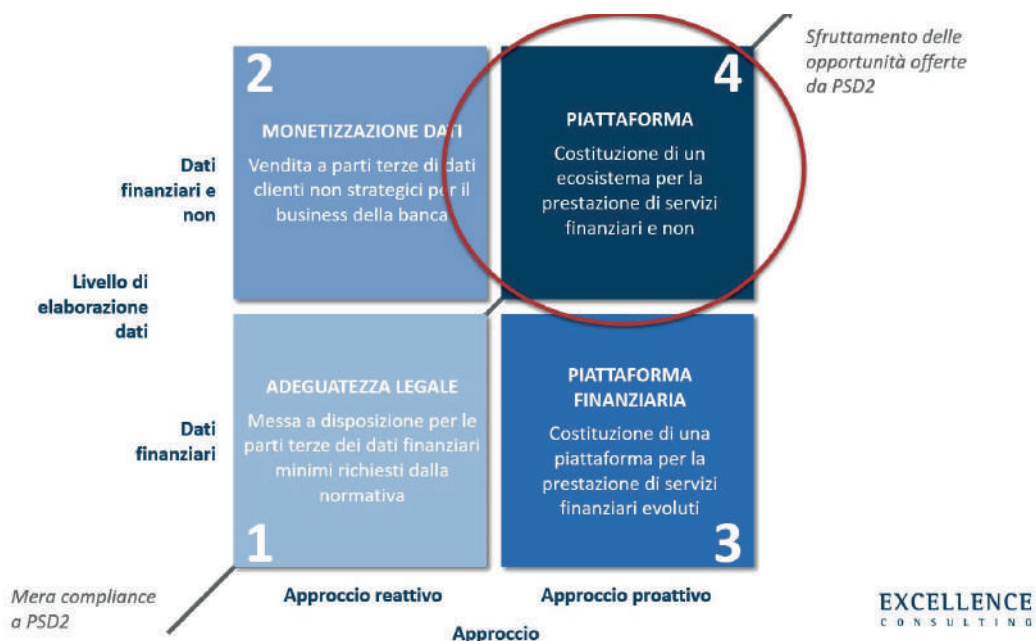 Sfruttamento delle
opportunità offerte
da PSD2
2
MONETIZZAZIONE DATI
Vendita a parti terze di dati
clienti non strategici per il
business della banca
4
PIATTAFORMA
Costituzione di un
ecosistema per la
prestazione di servizi
finanziari e non
Dati
finanziari e
non
Livello di
elaborazione
dati
Dati
finanziari
ADEGUATEZZA LEGALE
Messa a disposizione per le
parti terze dei dati finanziari
minimi richiesti dalla
normativa
1
PIATTAFORMA
FINANZIARIA
Costituzione di una
piattaforma per la
prestazione di servizi
finanziari evoluti
3
Mera compliance
a PSD2
Approccio reattivo
Approccio proattivo
Approccio
EXCELLENCE
CONSULTING